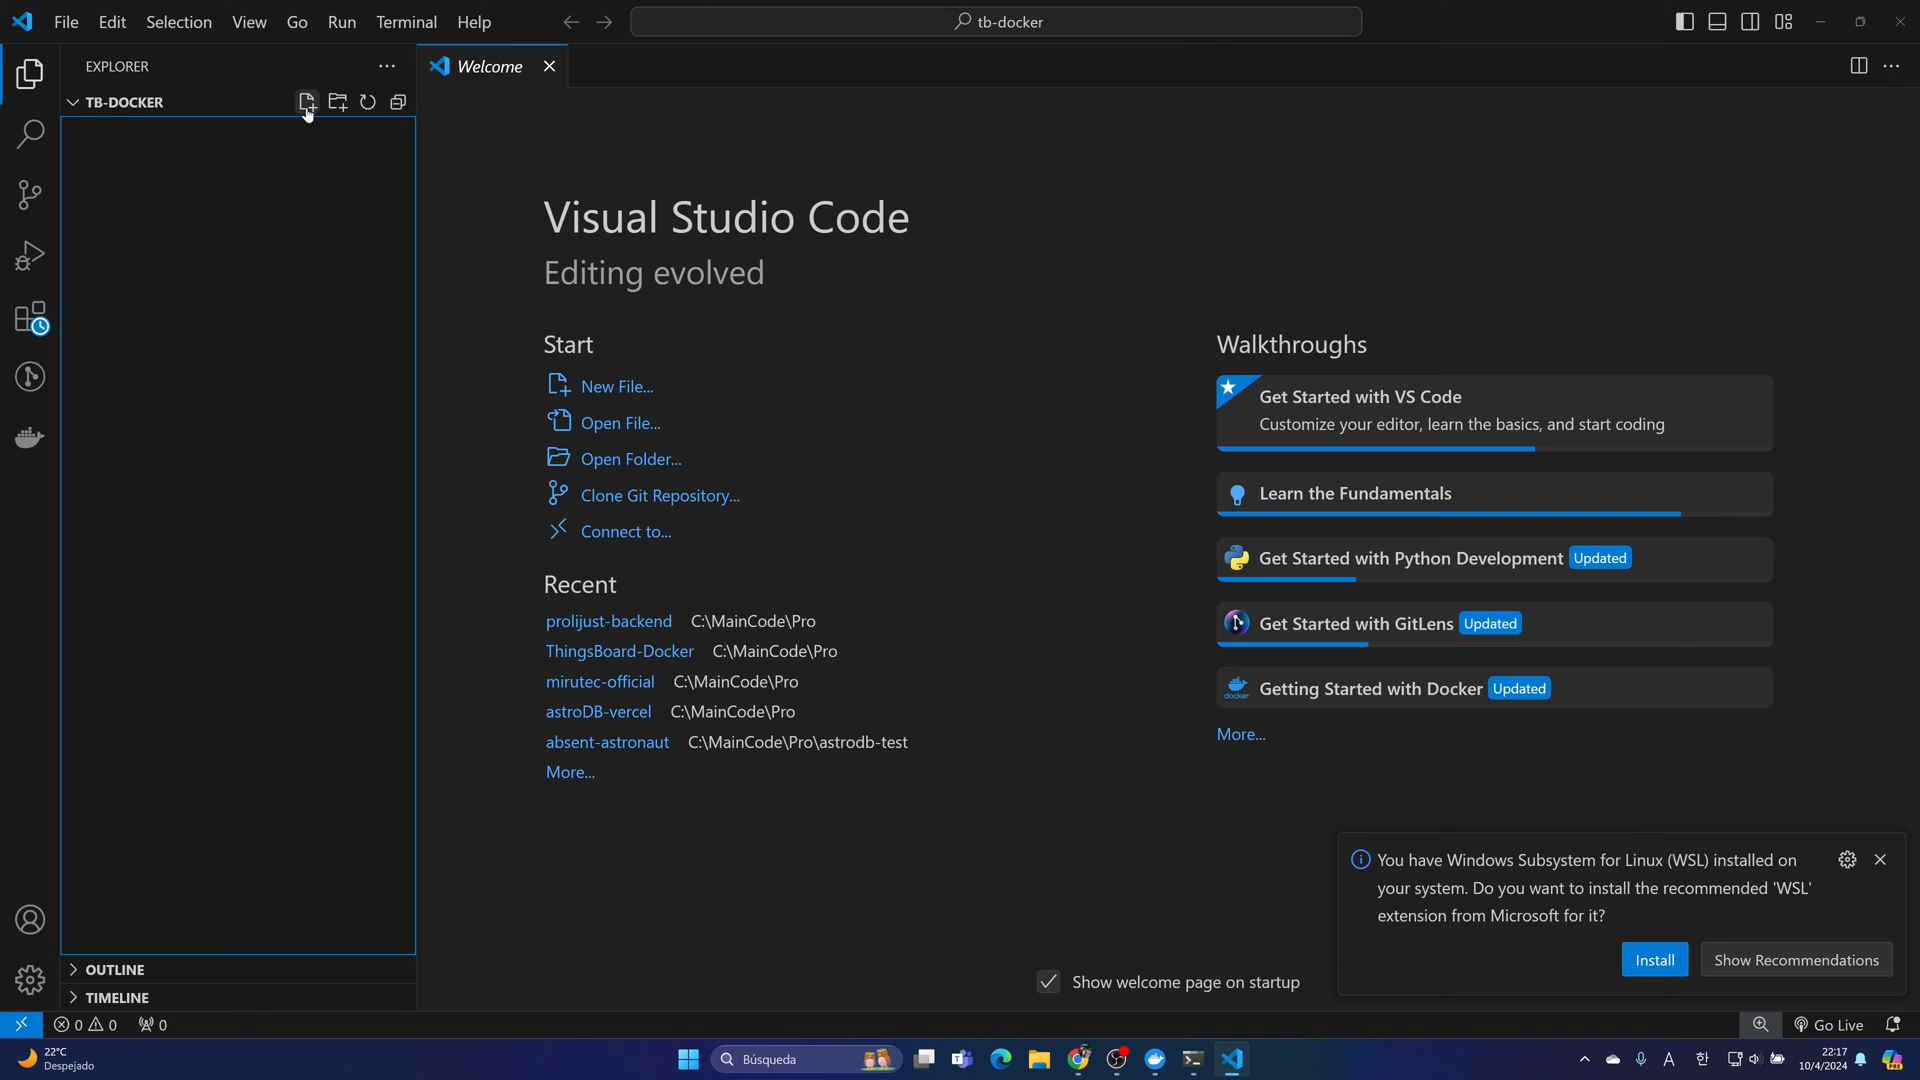 File Edit Selection View Go Run Terminal Help
tb-docker
EXPLORER
Welcome
TB-DOCKER
Visual Studio Code
Editing evolved
Start
New File...
Open File...
Open Folder...
Clone Git Repository...
Connect to...
Recent
prolijust-backend C:\MainCode\Pro
ThingsBoard-Docker C:\MainCode\Pro
mirutec-official C:\MainCode\Pro
astroDB-vercel C:\MainCode\Pro
absent-astronaut C:\MainCode\Pro\astrodb-test
More...
Walkthroughs
Get Started with VS Code
Customize your editor, learn the basics, and start coding
Learn the Fundamentals
Get Started with Python Development Updated
Get Started with GitLens Updated
Getting Started with Docker Updated
More...
You have Windows Subsystem for Linux (WSL) installed on
your system. Do you want to install the recommended 'WSL'
extension from Microsoft for it?
Install Show Recommendations
Show welcome page on startup
OUTLINE
TIMELINE
0 0 0
Go Live
22°C
Despejado
Búsqueda
A 한
22:17
10/4/2024